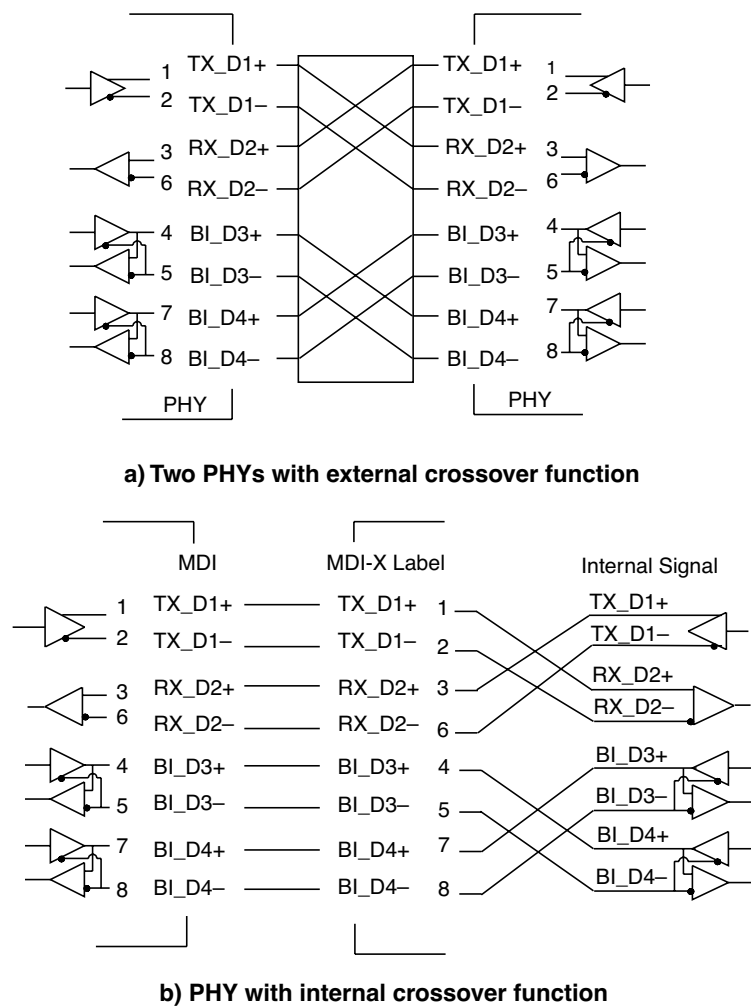 1 TX_D1+ TX_D1+ 1
2 TX_D1– TX_D1– 2
3 RX_D2+ RX_D2+ 3
6 RX_D2– RX_D2– 6
4 BI_D3+ BI_D3+ 4
5 BI_D3– BI_D3– 5
7 BI_D4+ BI_D4+ 7
8 BI_D4– BI_D4– 8
PHY PHY
a) Two PHYs with external crossover function
MDI MDI-X Label Internal Signal
1 TX_D1+ TX_D1+ 1 TX_D1+
2 TX_D1– TX_D1– 2 TX_D1–
3 RX_D2+ RX_D2+ 3 RX_D2+
6 RX_D2– RX_D2– 6 RX_D2–
4 BI_D3+ BI_D3+ 4 BI_D3+
5 BI_D3– BI_D3– 5 BI_D3–
7 BI_D4+ BI_D4+ 7 BI_D4+
8 BI_D4– BI_D4– 8 BI_D4–
b) PHY with internal crossover function